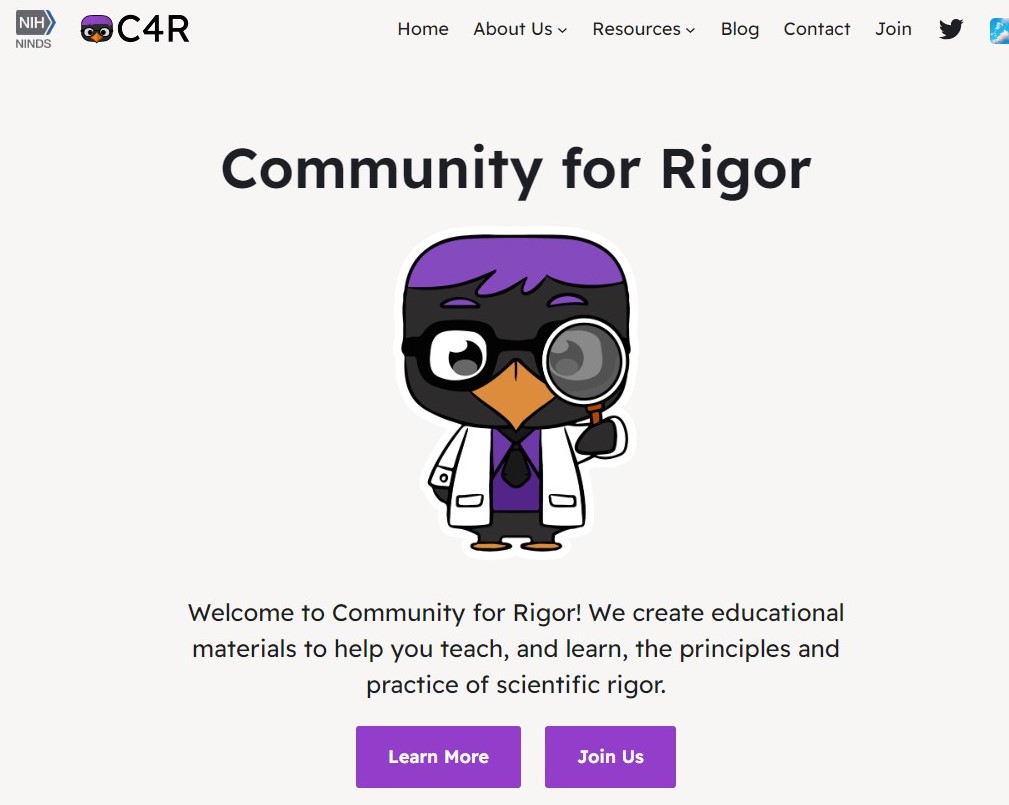 NIH
NINDS
C4R
Home About Us Resources Blog Contact Join
Community for Rigor
Welcome to Community for Rigor! We create educational
materials to help you teach, and learn, the principles and
practice of scientific rigor.
Learn More Join Us